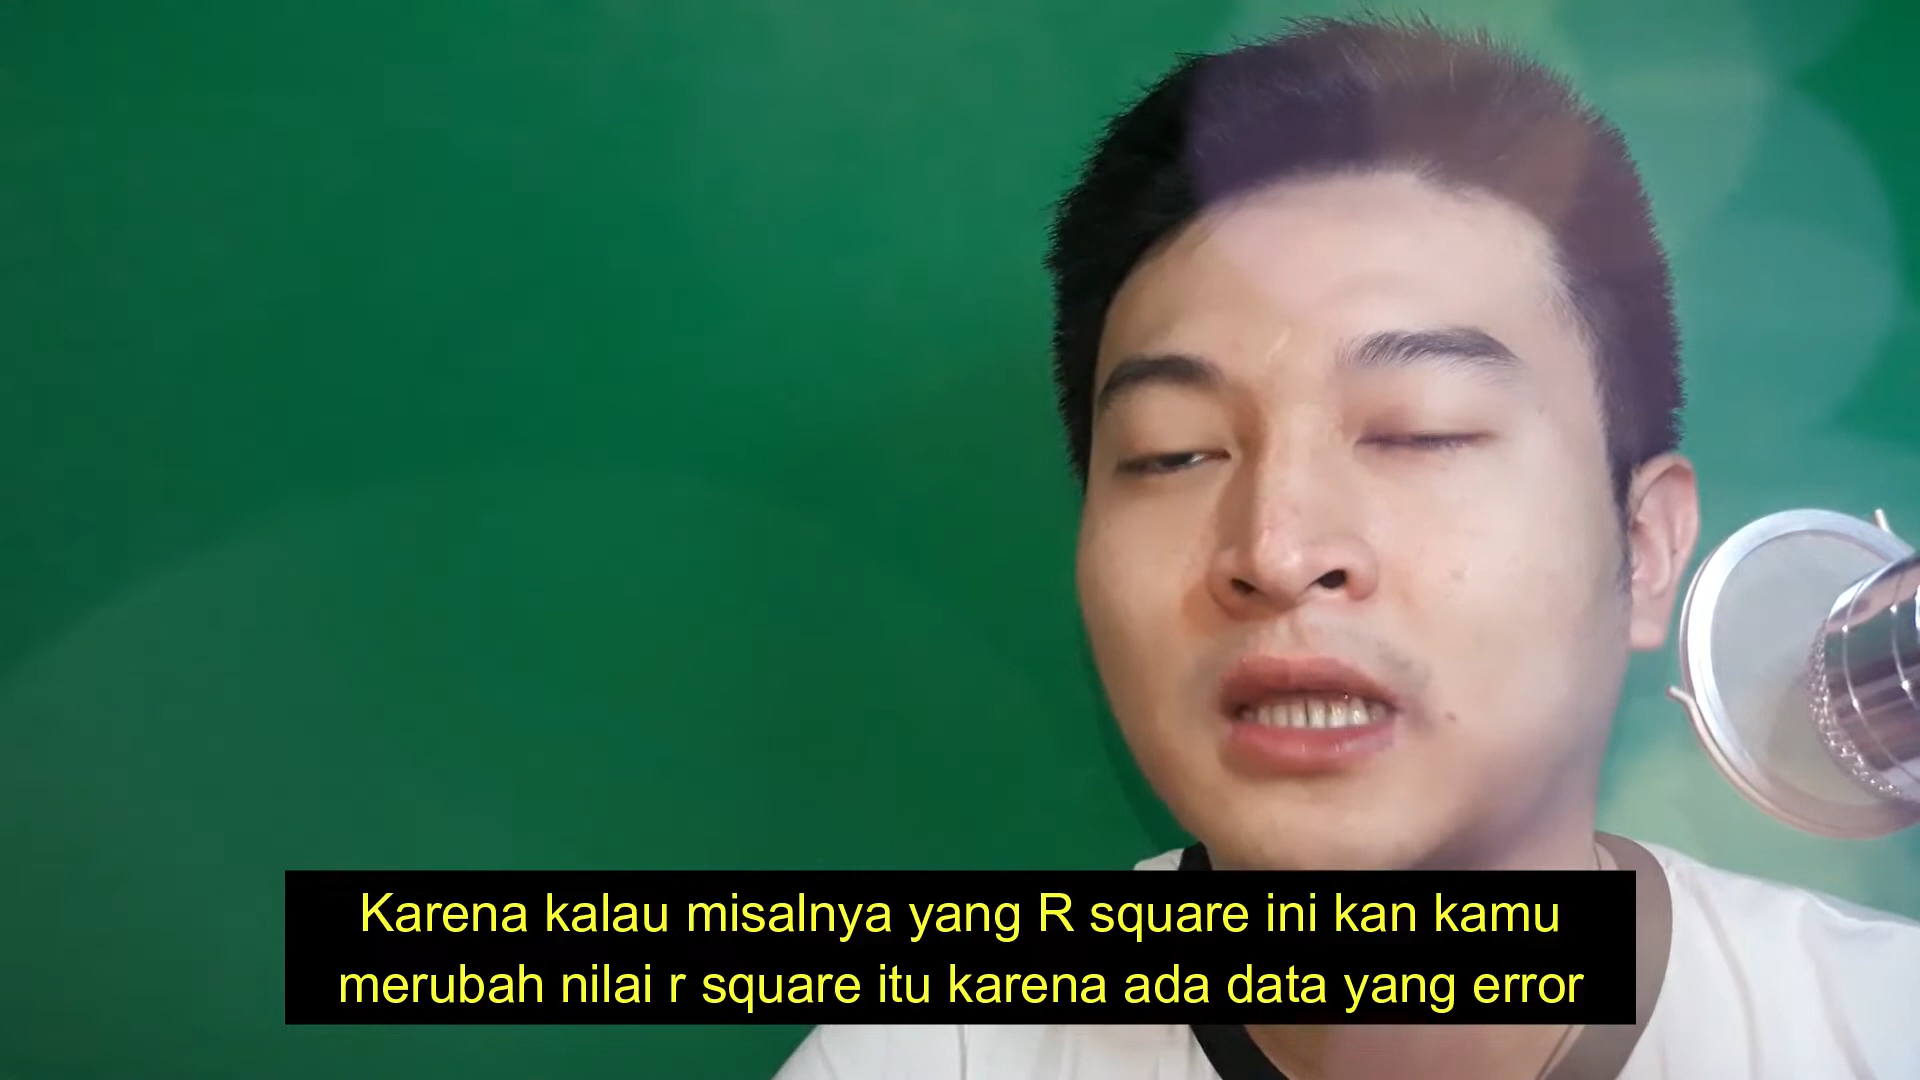 Karena kalau misalnya yang R square ini kan kamu
merubah nilai r square itu karena ada data yang error